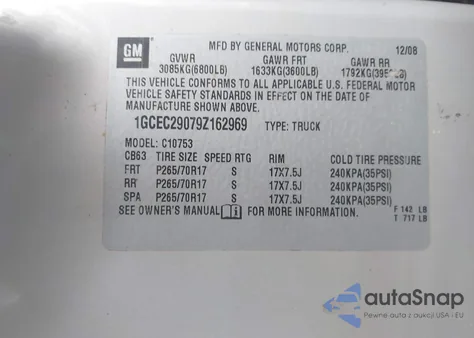 GM
MFD BY GENERAL MOTORS CORP. 12/08
GVWR GAWR FRT GAWR RR
3085KG(6800LB) 1633KG(3600LB) 1792KG
THIS VEHICLE CONFORMS TO ALL APPLICABLE U.S. FEDERAL MOTOR
VEHICLE SAFETY STANDARDS IN EFFECT ON THE DATE OF
MANUFACTURE SHOWN ABOVE.
1GCEC29079Z162969 TYPE: TRUCK
MODEL: C10753
CB63 TIRE SIZE SPEED RTG RIM COLD TIRE PRESSURE
FRT P265/70R17 S 17X7.5J 240KPA(35PSI)
RR P265/70R17 S 17X7.5J 240KPA(35PSI)
SPA P265/70R17 S 17X7.5J 240KPA(35PSI)
SEE OWNER'S MANUAL FOR MORE INFORMATION.
F 148 LB
T 717 LB
autoSnap
Pewne auta z aukcji USA i EU